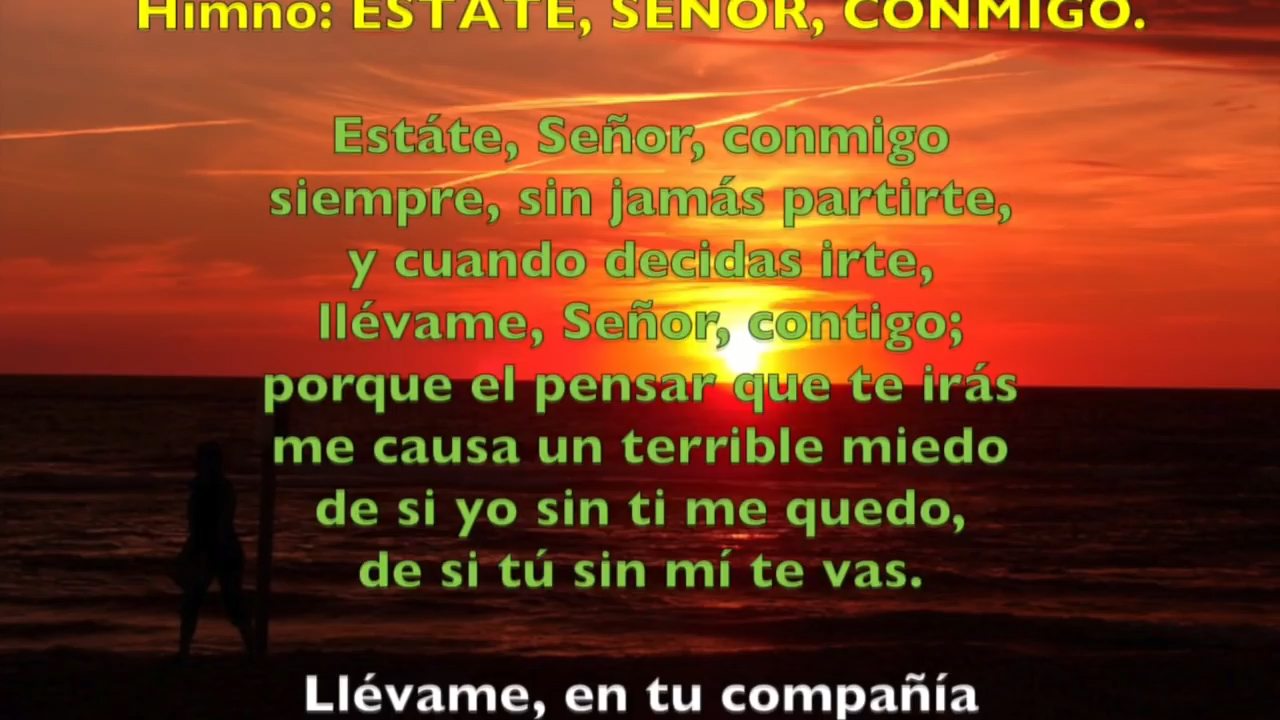 Himno: ESTATE, SEÑOR, CONMIGO.
Estáte, Señor, conmigo
siempre, sin jamás partirte,
y cuando decidas irte,
llévame, Señor, contigo;
porque el pensar que te irás
me causa un terrible miedo
de si yo sin ti me quedo,
de si tú sin mí te vas.
Llévame, en tu compañía